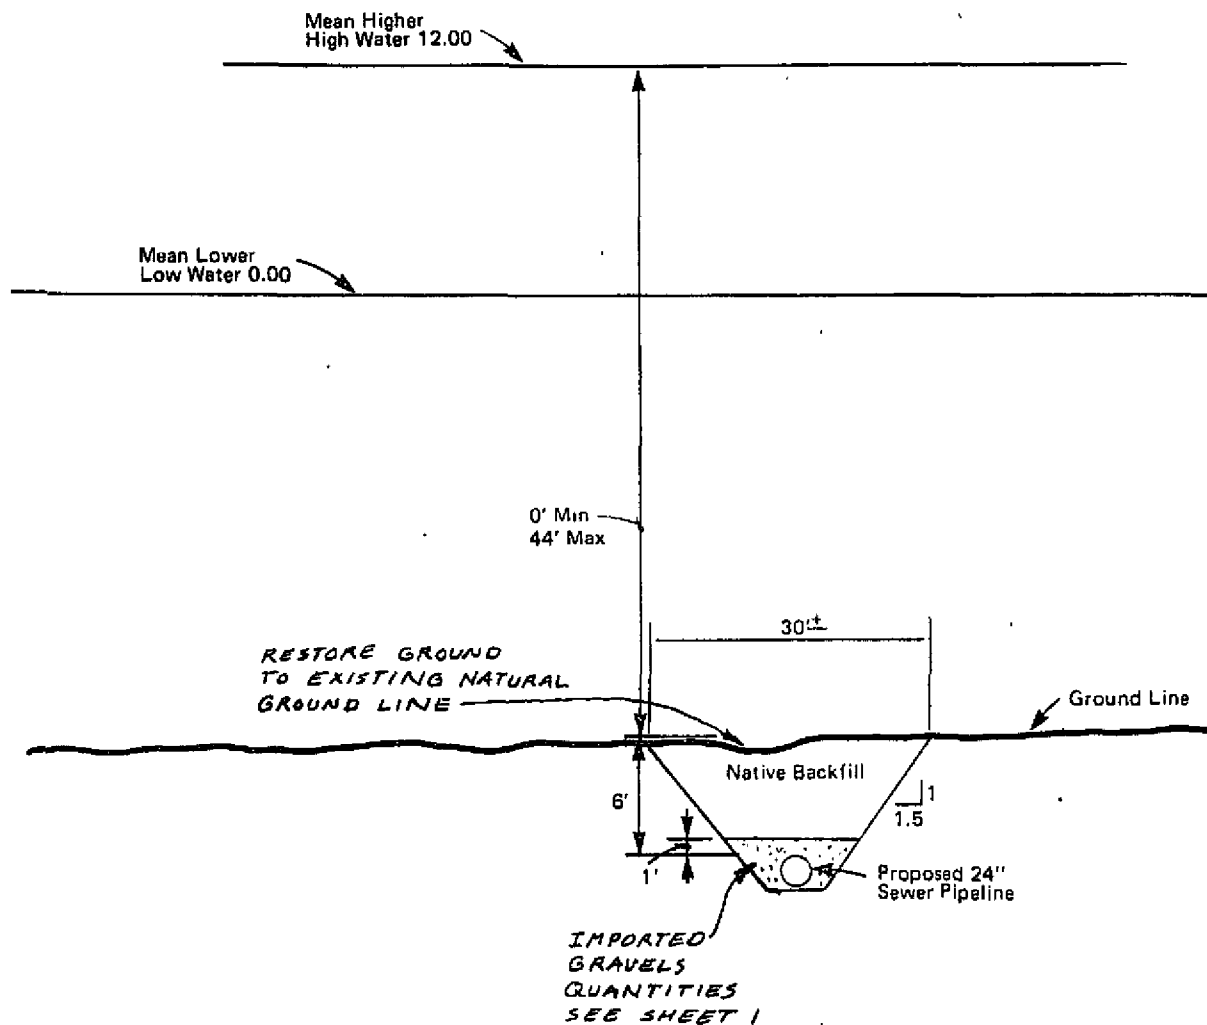 Mean Higher
High Water 12.00
Mean Lower
Low Water 0.00
0' Min
44' Max
30'±
RESTORE GROUND
TO EXISTING NATURAL
GROUND LINE
Ground Line
Native Backfill
6'
1
1.5
1'
Proposed 24"
Sewer Pipeline
IMPORTED
GRAVELS
QUANTITIES
SEE SHEET 1